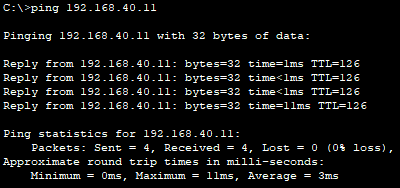 C:\>ping 192.168.40.11
Pinging 192.168.40.11 with 32 bytes of data:
Reply from 192.168.40.11: bytes=32 time=1ms TTL=126
Reply from 192.168.40.11: bytes=32 time<1ms TTL=126
Reply from 192.168.40.11: bytes=32 time<1ms TTL=126
Reply from 192.168.40.11: bytes=32 time=11ms TTL=126
Ping statistics for 192.168.40.11:
    Packets: Sent = 4, Received = 4, Lost = 0 (0% loss),
Approximate round trip times in milli-seconds:
    Minimum = 0ms, Maximum = 11ms, Average = 3ms